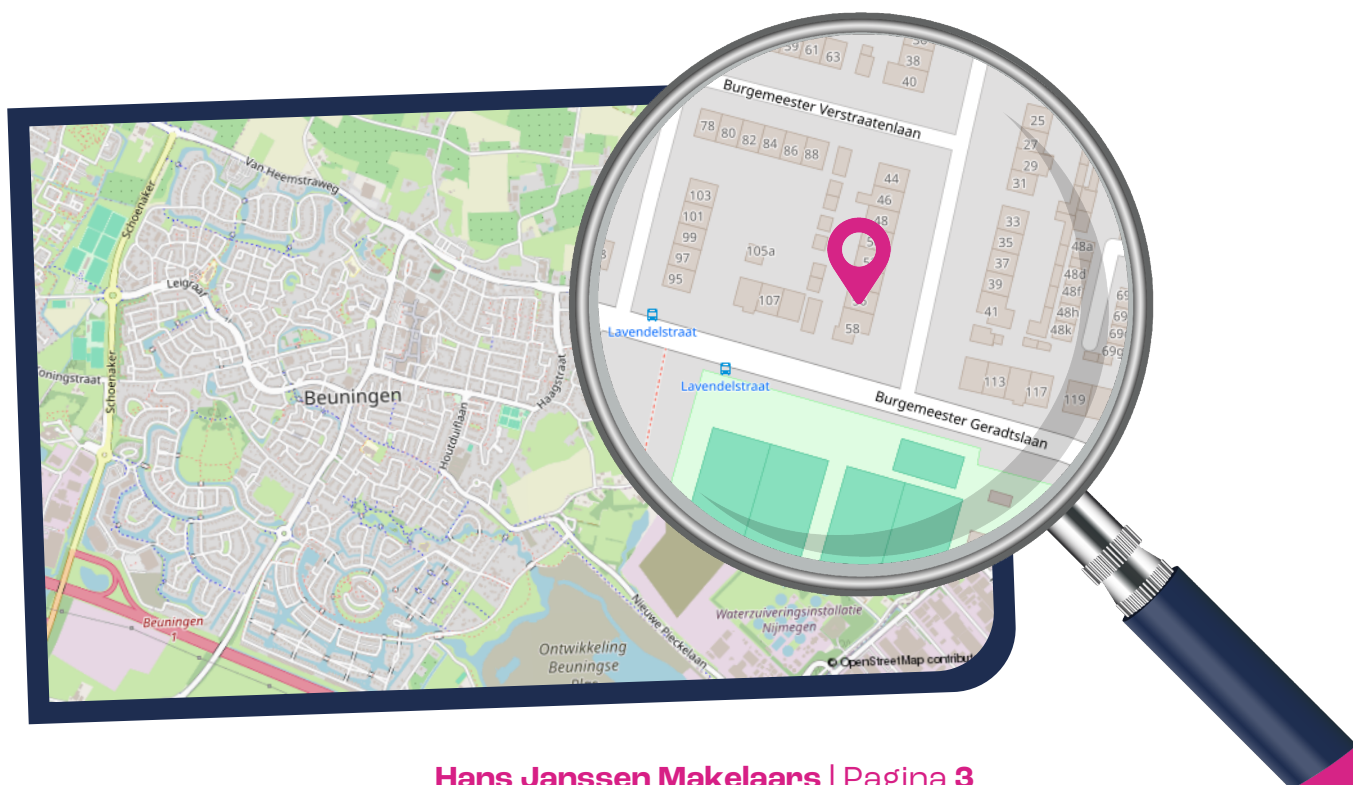 Van Heemstraweg
Schoenaker
Leigraaf
Schoenaker
Koningstraat
Beuningen
Haagstraat
Houtduiflaan
Beuningen
1
Nieuwe Pieckelaan
Ontwikkeling
Beuningse
Waterzuiveringsinstallatie
Nijmegen
© OpenStreetMap contribut
59 61 63
38
40
Burgemeester Verstraatenlaan
78 80 82 84 86 88
44
46
48
103
101
99
97
95
105a
107
58
25
27
29
31
33
35
37
39
41
48a
48d
48f
48h
48k
69g
Lavendelstraat
Lavendelstraat
113
117
119
Burgemeester Geradtslaan
Hans Janssen Makelaars | Pagina 3